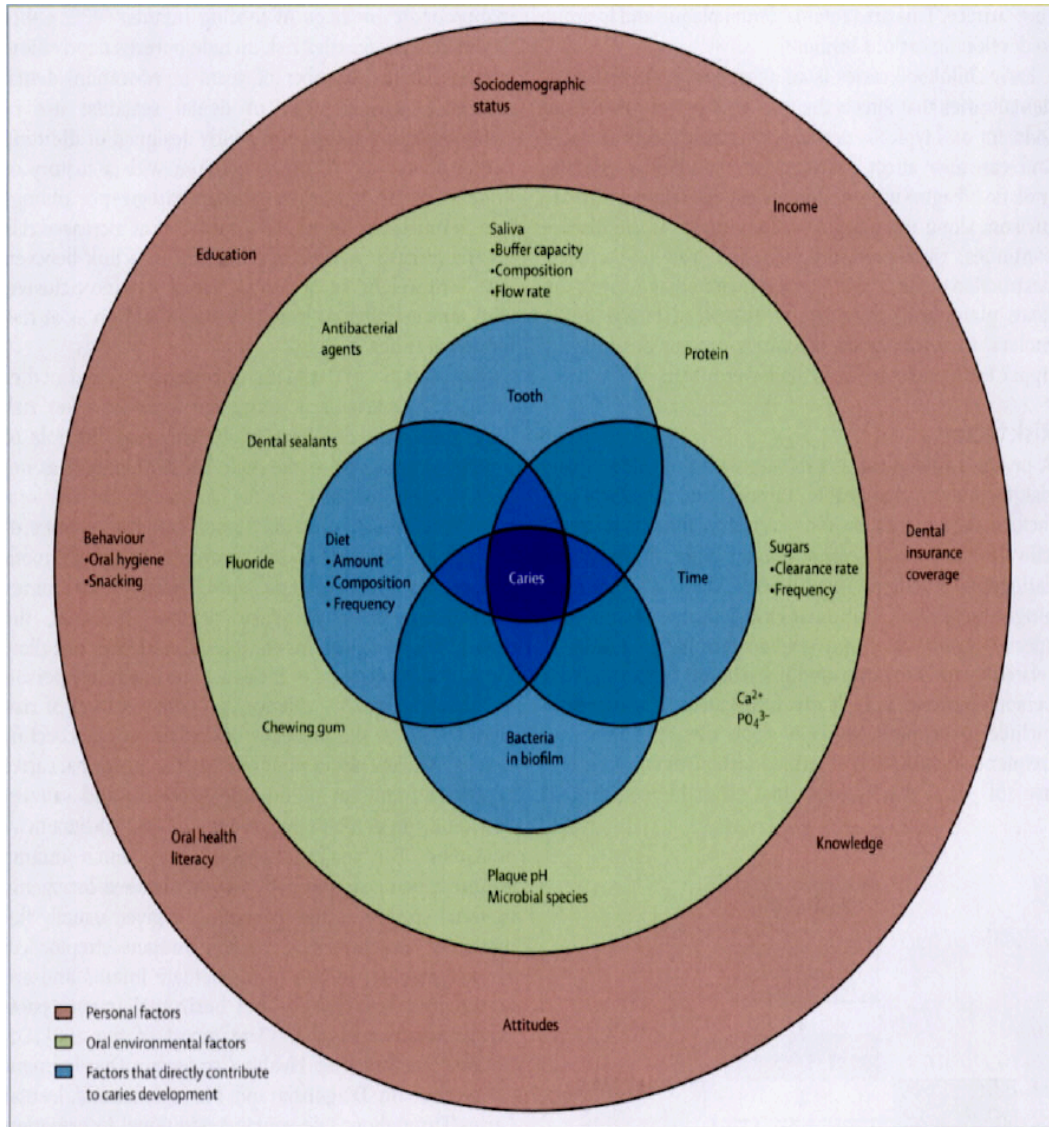 Sociodemographic
status
Income
Education
Saliva
•Buffer capacity
•Composition
•Flow rate
Antibacterial
agents
Protein
Tooth
Dental sealants
Behaviour
•Oral hygiene
•Snacking
Fluoride
Diet
• Amount
• Composition
• Frequency
Caries
Time
Sugars
•Clearance rate
•Frequency
Dental
insurance
coverage
Ca²⁺
PO₄³⁻
Chewing gum
Bacteria
in biofilm
Oral health
literacy
Knowledge
Plaque pH
Microbial species
Attitudes
Personal factors
Oral environmental factors
Factors that directly contribute
to caries development